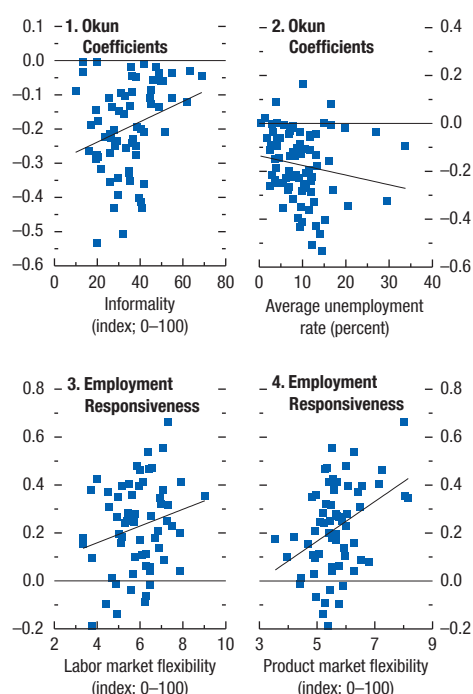 1. Okun
Coefficients
0.1
0.0
–0.1
–0.2
–0.3
–0.4
–0.5
–0.6
0 20 40 60 80
Informality
(index; 0–100)
2. Okun
Coefficients
0.4
0.2
0.0
–0.2
–0.4
–0.6
0 10 20 30 40
Average unemployment
rate (percent)
3. Employment
Responsiveness
0.8
0.6
0.4
0.2
0.0
–0.2
2 4 6 8 10
Labor market flexibility
(index; 0–100)
4. Employment
Responsiveness
0.8
0.6
0.4
0.2
0.0
–0.2
3 5 7 9
Product market flexibility
(index; 0–100)